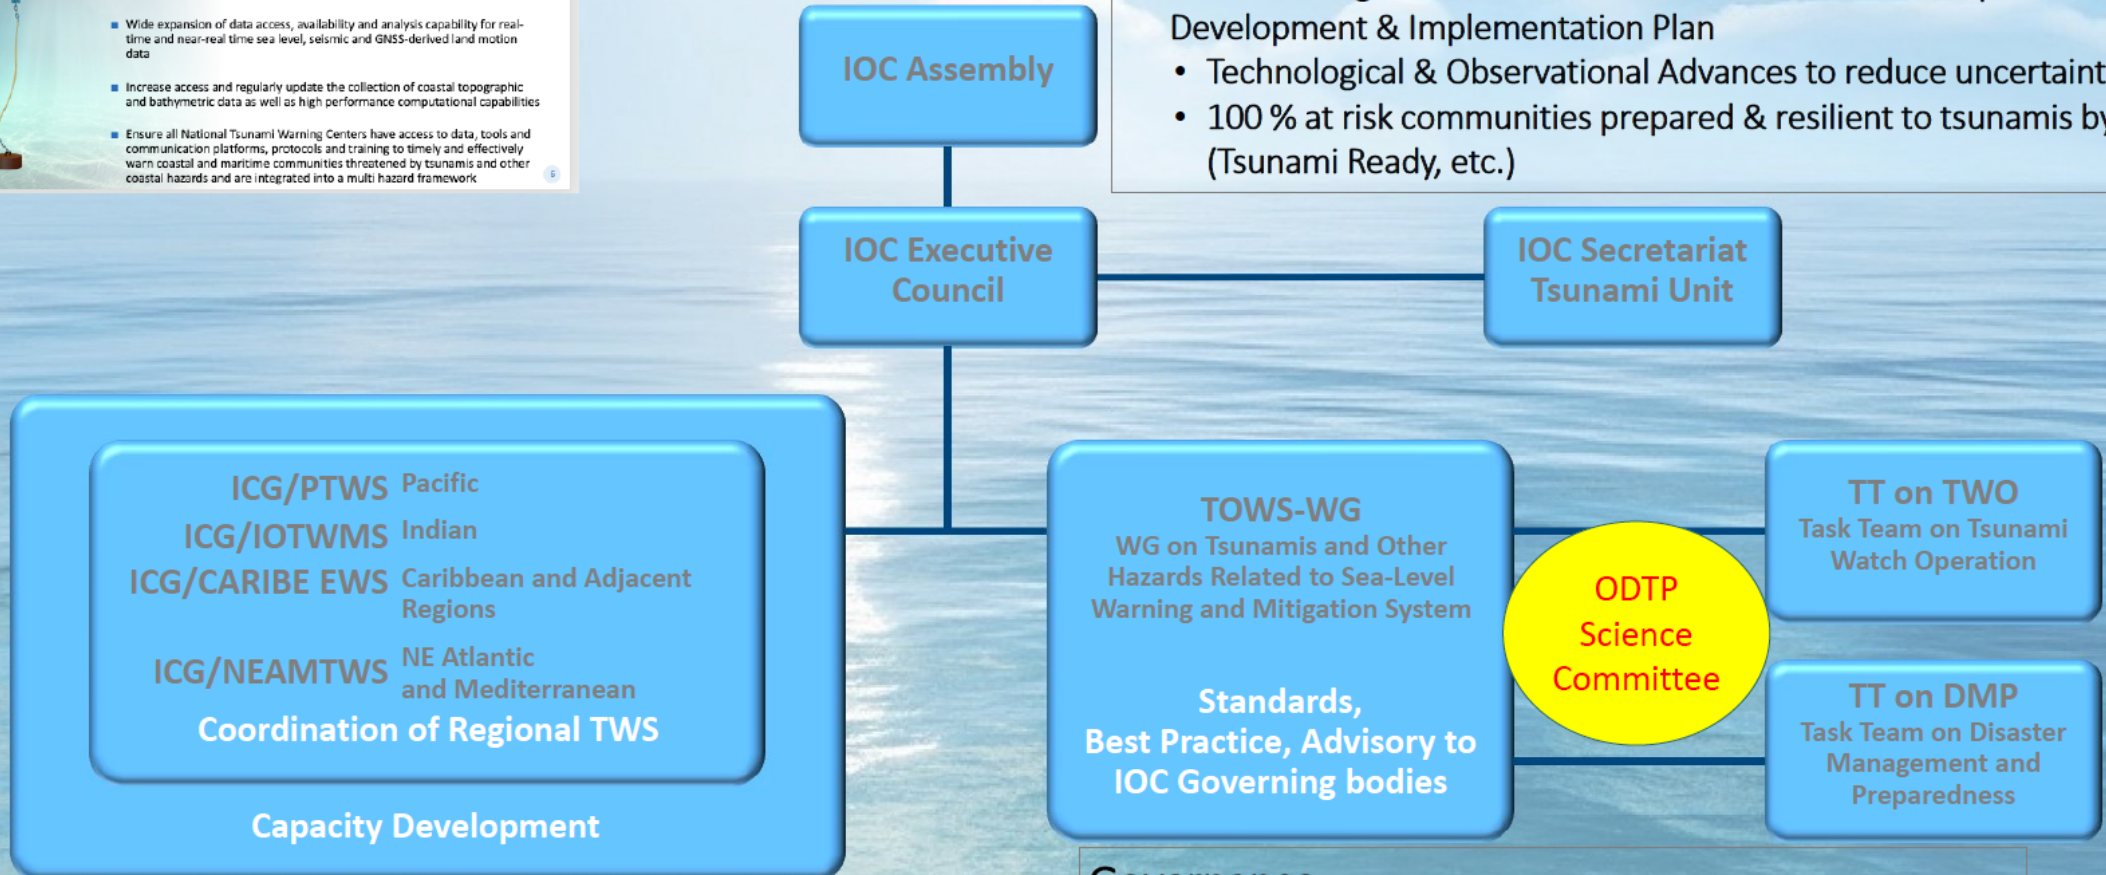 Wide expansion of data access, availability and analysis capability for real-
time and near-real time sea level, seismic and GNSS-derived land motion
data
Increase access and regularly update the collection of coastal topographic
and bathymetric data as well as high performance computational capabilities
Ensure all National Tsunami Warning Centers have access to data, tools and
communication platforms, protocols and training to timely and effectively
warn coastal and maritime communities threatened by tsunamis and other
coastal hazards and are integrated into a multi hazard framework
6
Development & Implementation Plan
• Technological & Observational Advances to reduce uncertaint
• 100 % at risk communities prepared & resilient to tsunamis by
(Tsunami Ready, etc.)
IOC Assembly
IOC Executive
Council
IOC Secretariat
Tsunami Unit
ICG/PTWS Pacific
ICG/IOTWMS Indian
ICG/CARIBE EWS Caribbean and Adjacent
Regions
ICG/NEAMTWS NE Atlantic
and Mediterranean
Coordination of Regional TWS
Capacity Development
TOWS-WG
WG on Tsunamis and Other
Hazards Related to Sea-Level
Warning and Mitigation System
Standards,
Best Practice, Advisory to
IOC Governing bodies
ODTP
Science
Committee
TT on TWO
Task Team on Tsunami
Watch Operation
TT on DMP
Task Team on Disaster
Management and
Preparedness